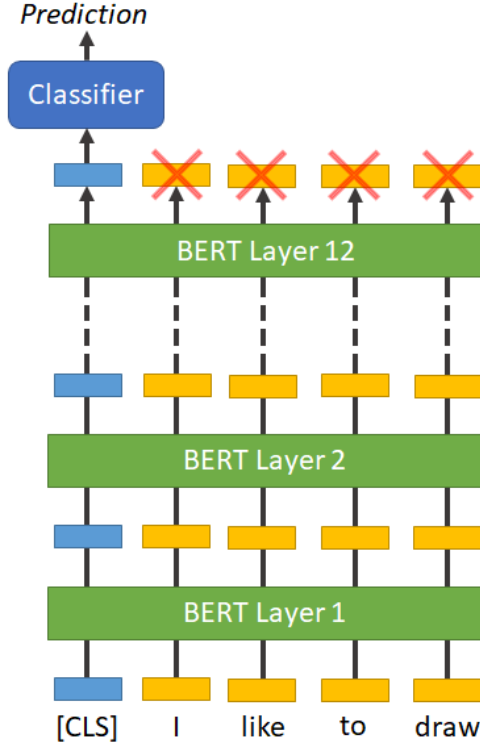 Prediction
Classifier
BERT Layer 12
BERT Layer 2
BERT Layer 1
[CLS] I like to draw